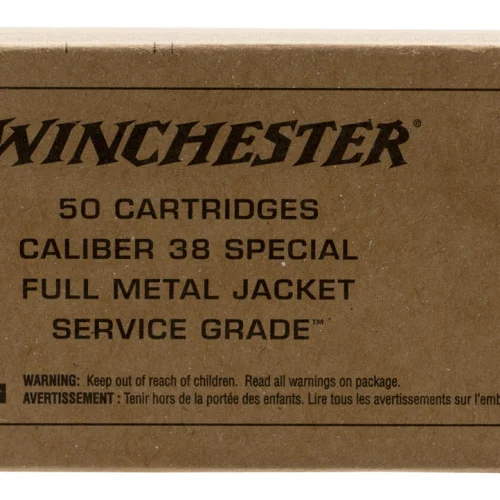 WINCHESTER®
50 CARTRIDGES
CALIBER 38 SPECIAL
FULL METAL JACKET
SERVICE GRADE™
WARNING: Keep out of reach of children. Read all warnings on package.
AVERTISSEMENT : Tenir hors de la portée des enfants. Lire tous les avertissements sur l'emb